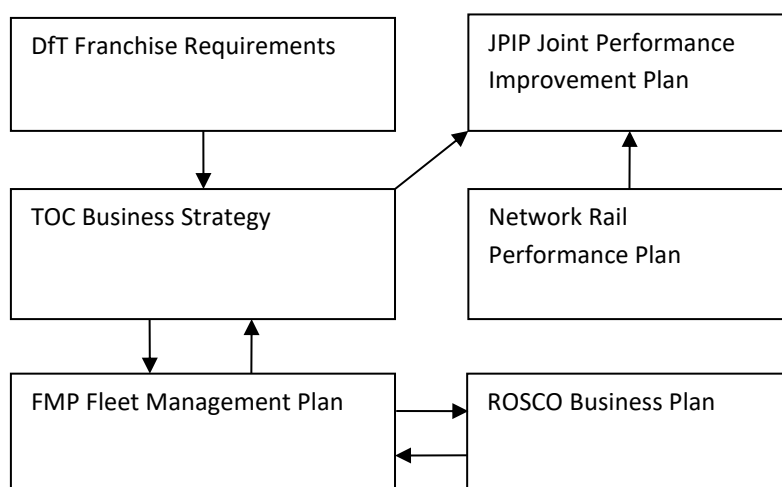 DfT Franchise Requirements
JPIP Joint Performance
Improvement Plan
TOC Business Strategy
Network Rail
Performance Plan
FMP Fleet Management Plan
ROSCO Business Plan